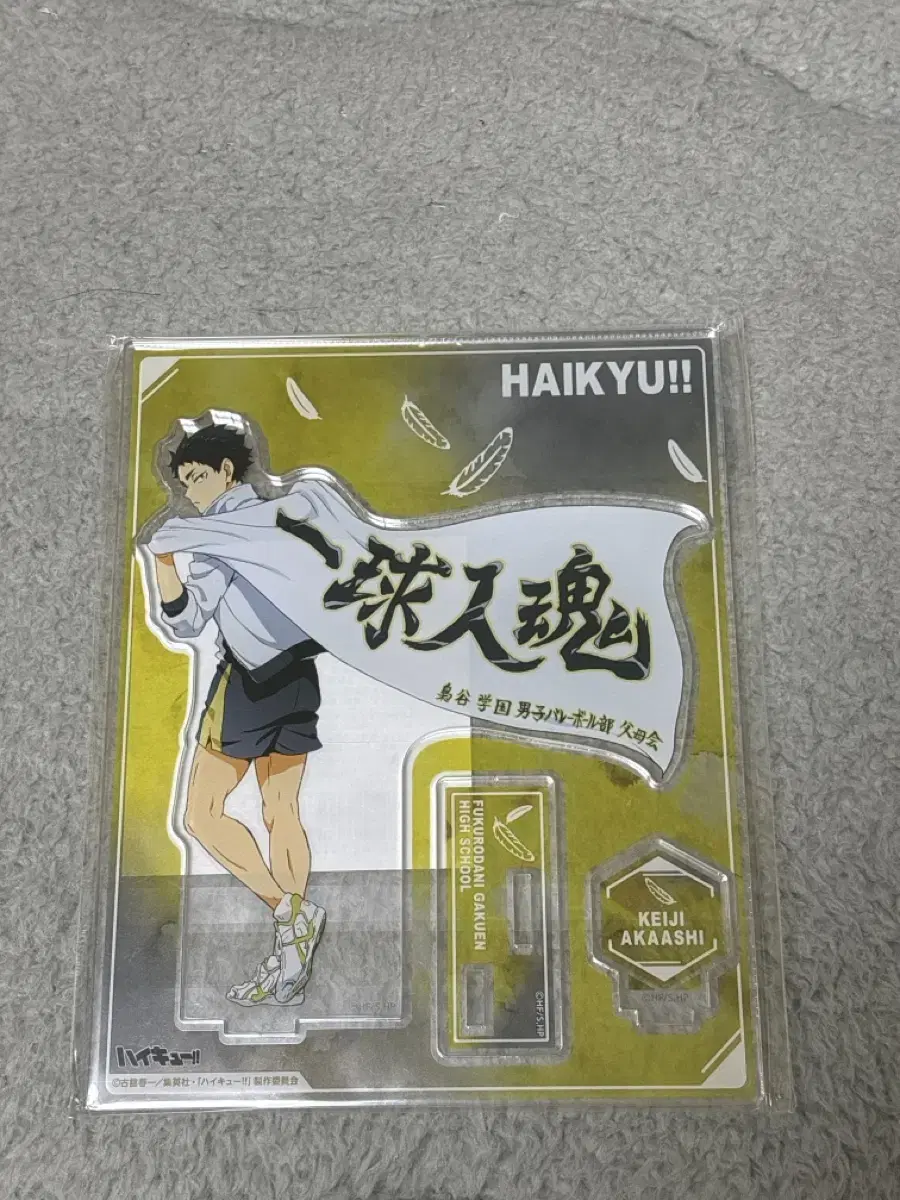 HAIKYU!!
一球入魂
梟谷学園 男子バレーボール部 父母会
FUKURODANI GAKUEN
HIGH SCHOOL
©HF/S,HP
KEIJI
AKAASHI
©HF/S,HP
©HF/S,HP
ハイキュー!!
©古舘春一/集英社・「ハイキュー!!」製作委員会